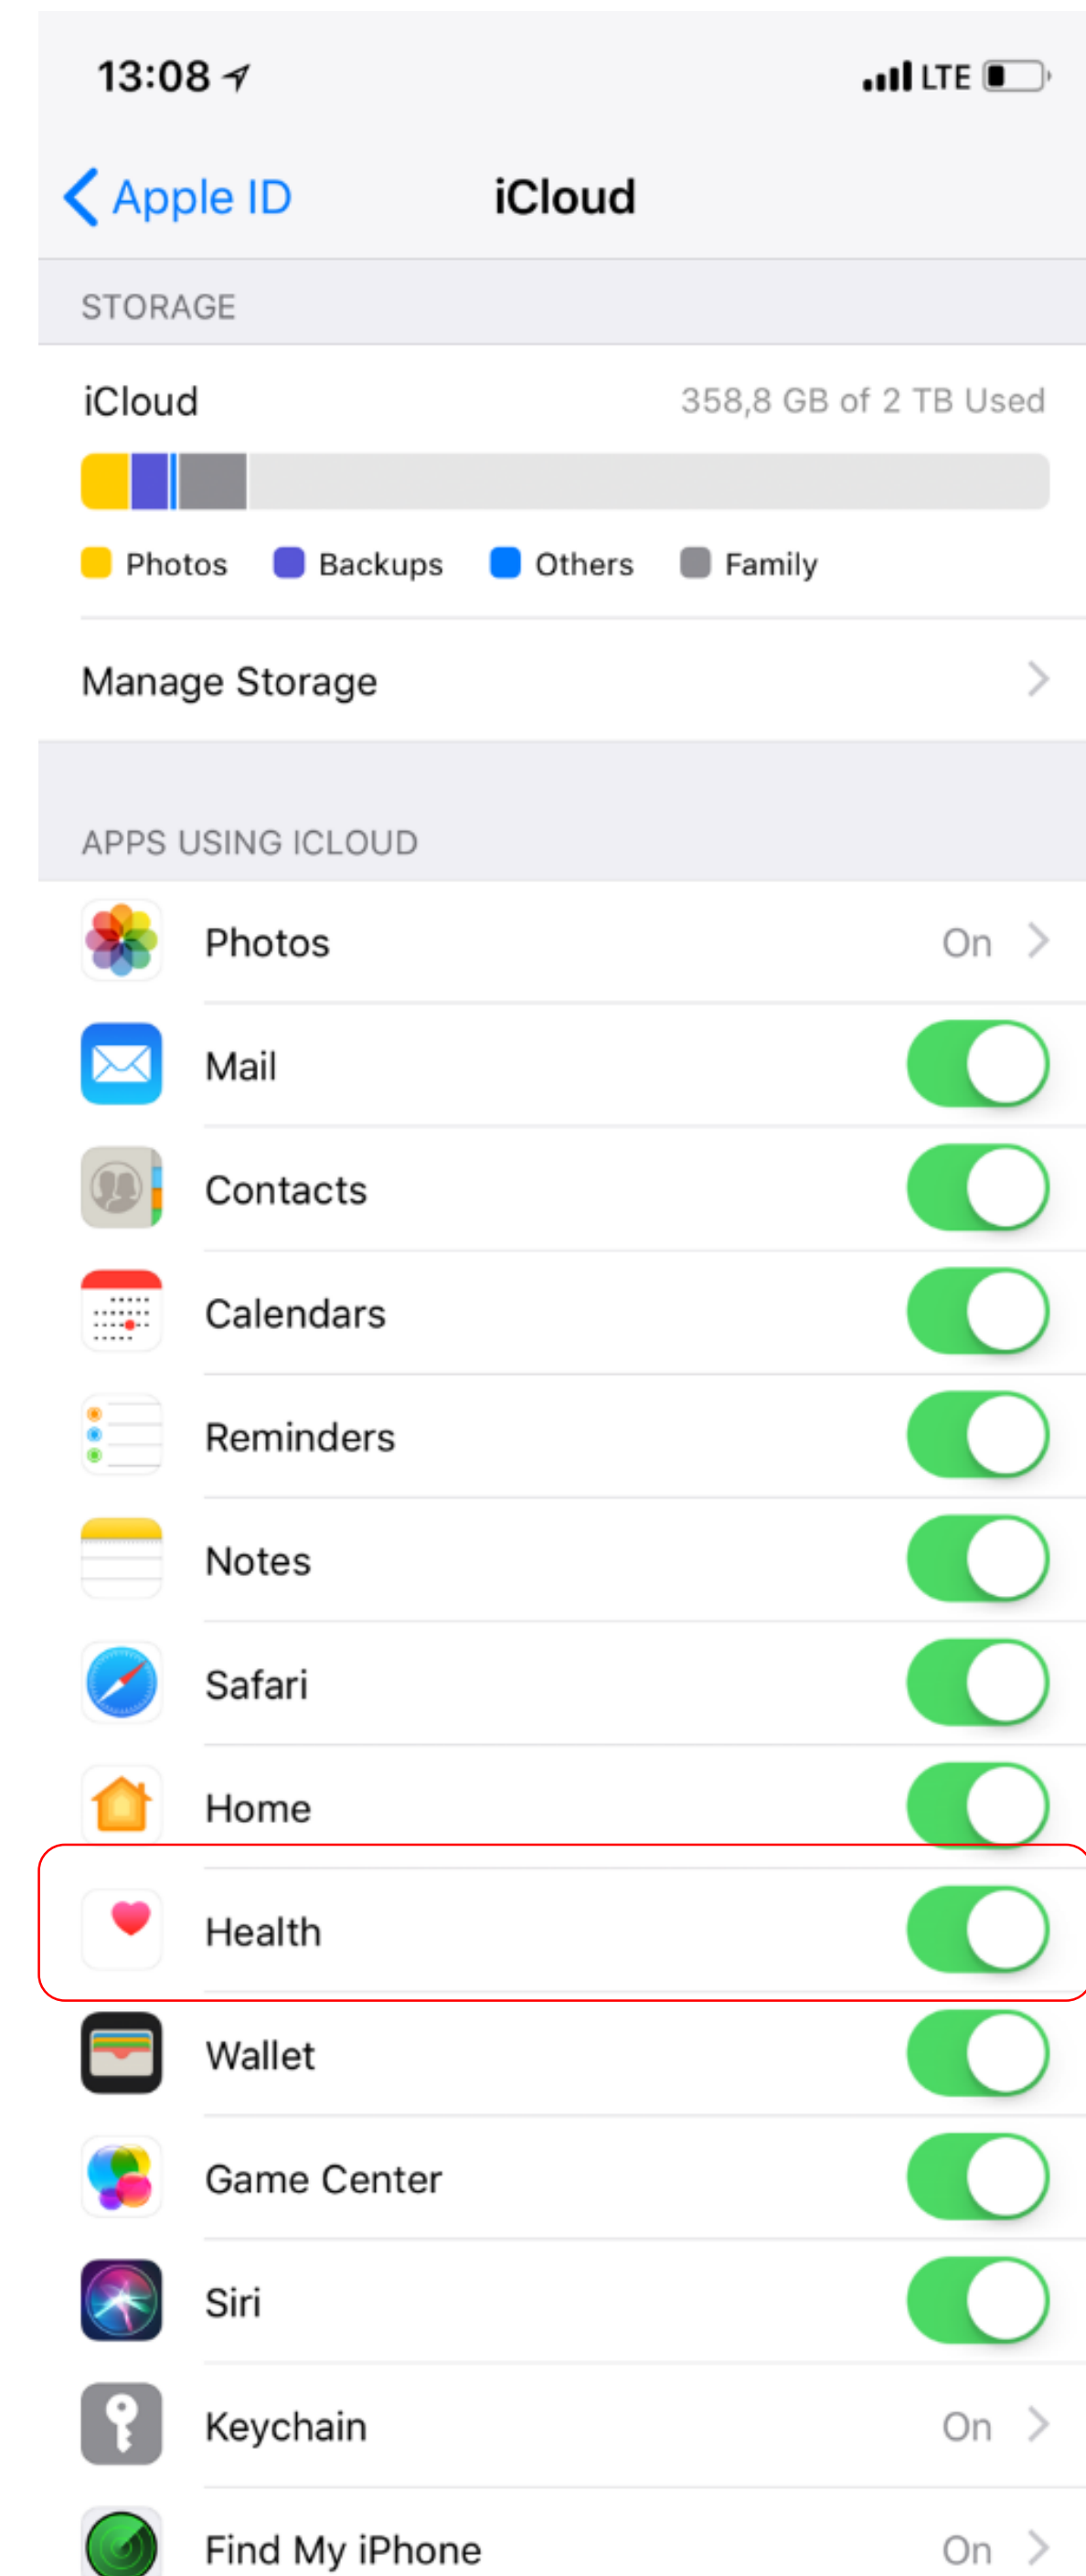 13:08 LTE
Apple ID iCloud
STORAGE
iCloud 358,8 GB of 2 TB Used
Photos Backups Others Family
Manage Storage
APPS USING ICLOUD
Photos On
Mail
Contacts
Calendars
Reminders
Notes
Safari
Home
Health
Wallet
Game Center
Siri
Keychain On
Find My iPhone On